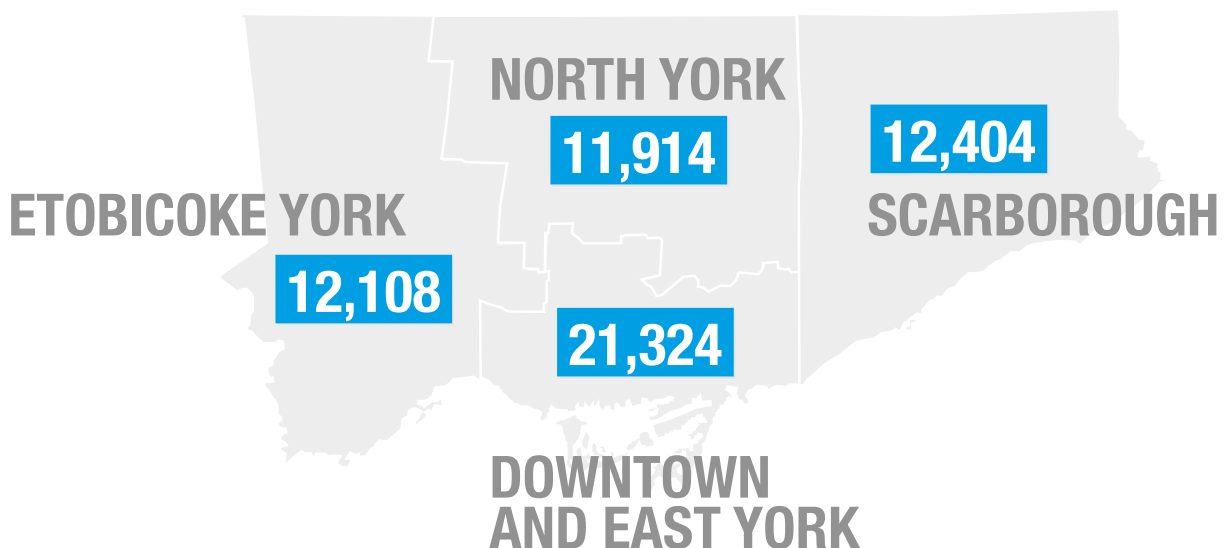 NORTH YORK
11,914
12,404
SCARBOROUGH
ETOBICOKE YORK
12,108
21,324
DOWNTOWN
AND EAST YORK